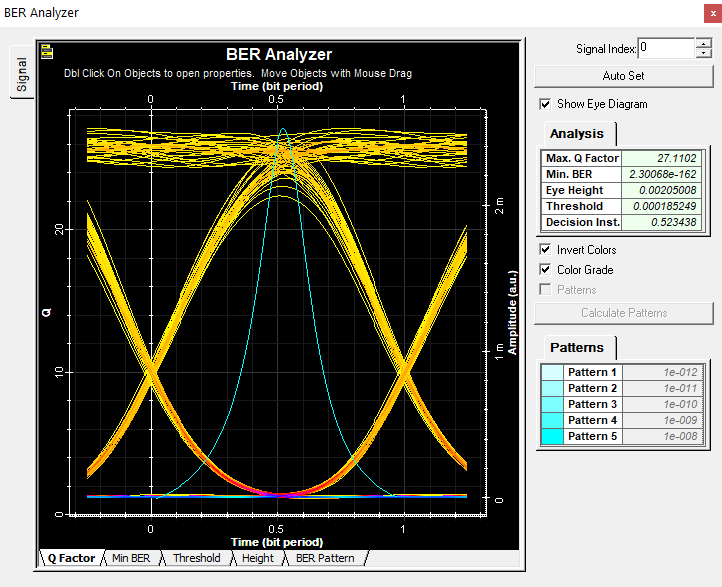 BER Analyzer
x
Signal
BER Analyzer
Dbl Click On Objects to open properties. Move Objects with Mouse Drag
Time (bit period)
0 0.5 1
Q
20
10
0
Amplitude (a.u.)
2 m
1 m
0
0 0.5 1
Time (bit period)
Q Factor Min BER Threshold Height BER Pattern
Signal Index: 0
Auto Set
Show Eye Diagram
Analysis
Max. Q Factor 27.1102
Min. BER 2.30068e-162
Eye Height 0.00205008
Threshold 0.000185249
Decision Inst. 0.523438
Invert Colors
Color Grade
Patterns
Calculate Patterns
Patterns
Pattern 1 1e-012
Pattern 2 1e-011
Pattern 3 1e-010
Pattern 4 1e-009
Pattern 5 1e-008